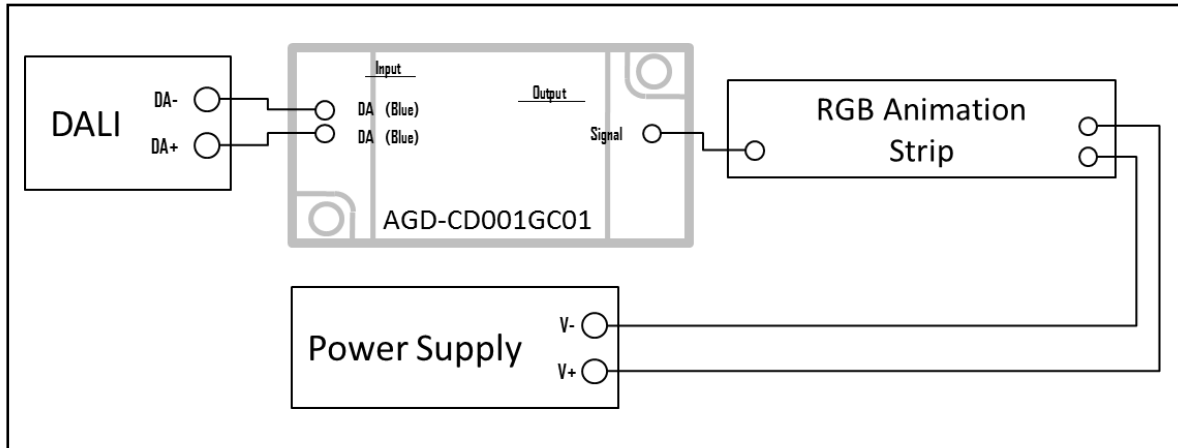 DALI
DA-
DA+
Input
DA (Blue)
DA (Blue)
Output
Signal
AGD-CD001GC01
RGB Animation
Strip
Power Supply
V-
V+